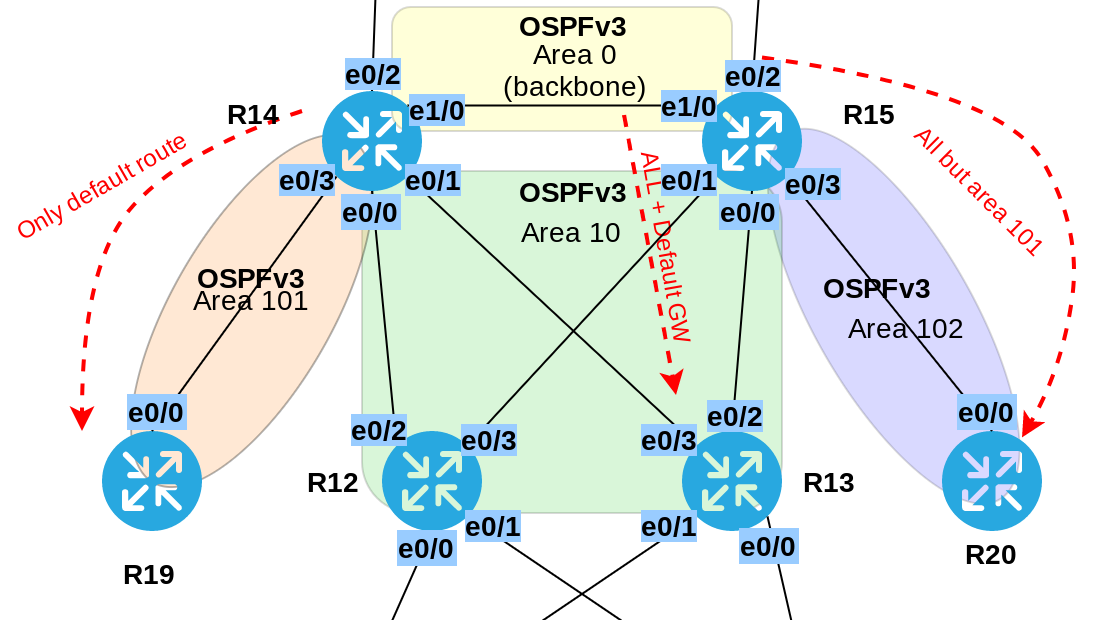 OSPFv3
Area 0
(backbone)
e0/2
e0/2
R14
e1/0
e1/0
R15
Only default route
All but area 101
e0/3
e0/1
e0/1
e0/3
OSPFv3
Area 10
ALL + Default GW
e0/0
e0/0
OSPFv3
Area 101
OSPFv3
Area 102
e0/0
e0/2
e0/3
e0/3
e0/2
e0/0
R12
R13
e0/1
e0/1
e0/0
e0/0
R19
R20